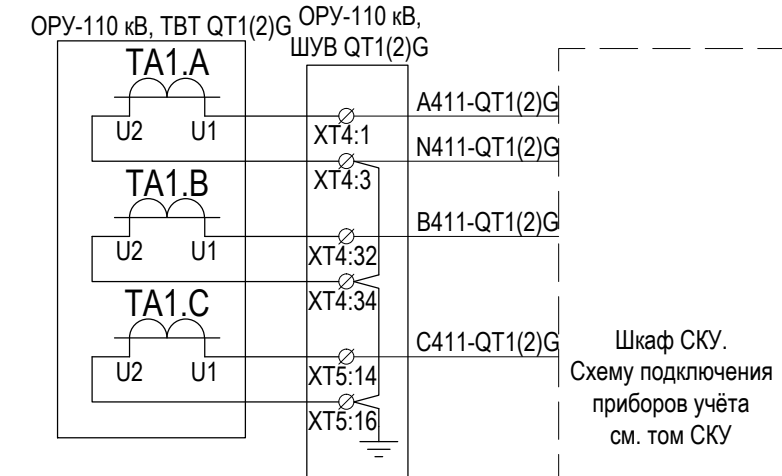 ОРУ-110 кВ, ТВТ QT1(2)G
ОРУ-110 кВ,
ШУВ QT1(2)G
TA1.A
U2 U1
XT4:1
A411-QT1(2)G
XT4:3
N411-QT1(2)G
TA1.B
U2 U1
XT4:32
B411-QT1(2)G
XT4:34
TA1.C
U2 U1
XT5:14
C411-QT1(2)G
XT5:16
Шкаф СКУ.
Схему подключения
приборов учёта
см. том СКУ